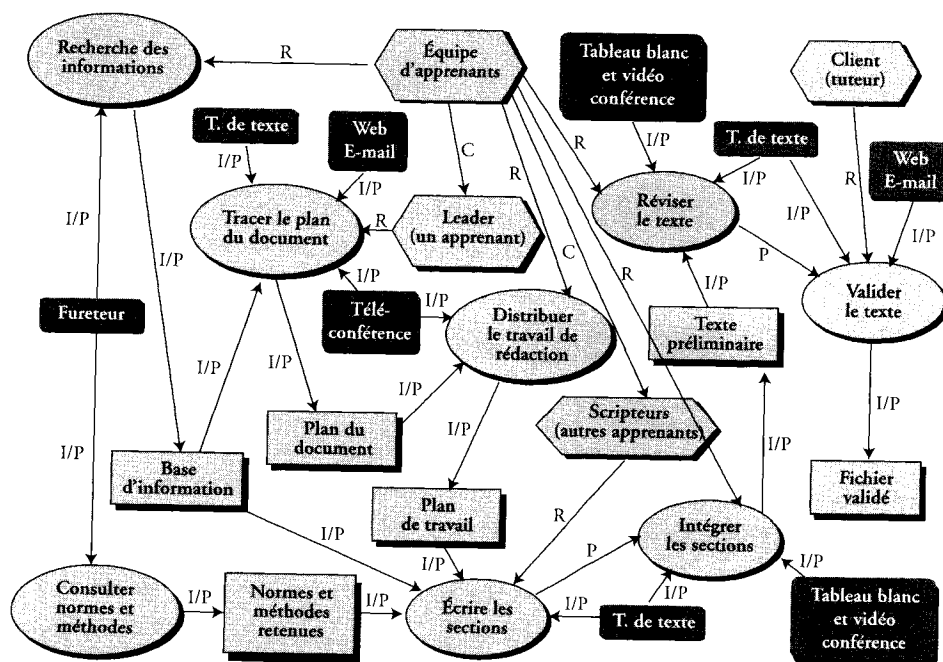 Recherche des
informations
R
Équipe
d'apprenants
Tableau blanc
et vidéo
conférence
Client
(tuteur)
T. de texte
Web
E-mail
C
R
R
I/P
T. de texte
Web
E-mail
I/P
I/P
I/P
R
I/P
I/P
Tracer le plan
du document
R
Leader
(un apprenant)
C
R
Réviser
le texte
P
I/P
I/P
I/P
I/P
Fureteur
Télé-
conférence
I/P
Distribuer
le travail de
rédaction
Texte
préliminaire
Valider
le texte
I/P
I/P
I/P
I/P
Plan du
document
I/P
Scripteurs
(autres apprenants)
I/P
I/P
I/P
Base
d'information
Fichier
validé
Plan
de travail
R
Intégrer
les sections
I/P
I/P
P
I/P
Consulter
normes et
méthodes
I/P
Normes et
méthodes
retenues
I/P
Écrire les
sections
I/P
I/P
T. de texte
Tableau blanc
et vidéo
conférence